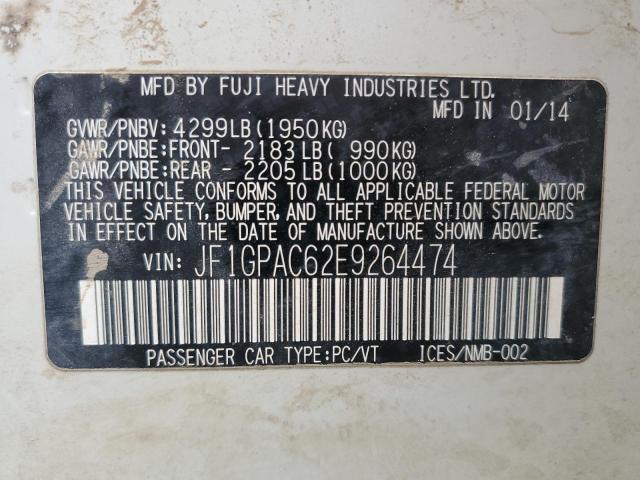 MFD BY FUJI HEAVY INDUSTRIES LTD.
MFD IN 01/14
GVWR/PNBV: 4299LB(1950KG)
GAWR/PNBE:FRONT- 2183LB( 990KG)
GAWR/PNBE:REAR - 2205LB(1000KG)
THIS VEHICLE CONFORMS TO ALL APPLICABLE FEDERAL MOTOR
VEHICLE SAFETY, BUMPER, AND THEFT PREVENTION STANDARDS
IN EFFECT ON THE DATE OF MANUFACTURE SHOWN ABOVE.
VIN: JF1GPAC62E9264474
PASSENGER CAR TYPE:PC/VT ICES/NMB-002